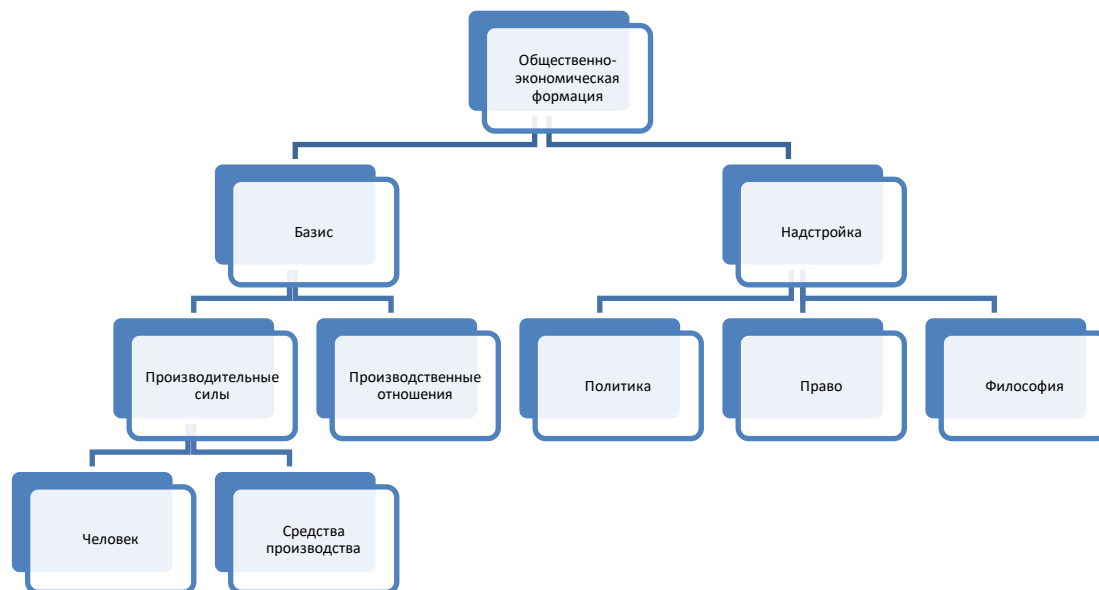 Общественно-
экономическая
формация
Базис
Надстройка
Производительные
силы
Производственные
отношения
Политика
Право
Философия
Человек
Средства
производства